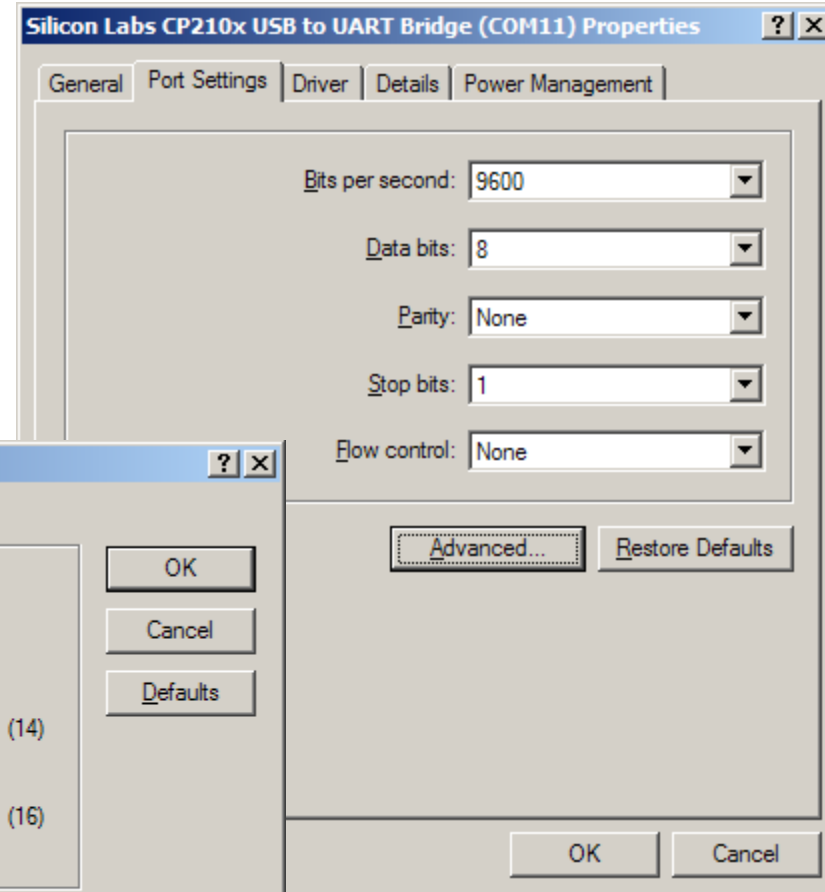 Silicon Labs CP210x USB to UART Bridge (COM11) Properties
General Port Settings Driver Details Power Management
Bits per second: 9600
Data bits: 8
Parity: None
Stop bits: 1
Flow control: None
Advanced... Restore Defaults
OK Cancel
OK
Cancel
Defaults
(14)
(16)